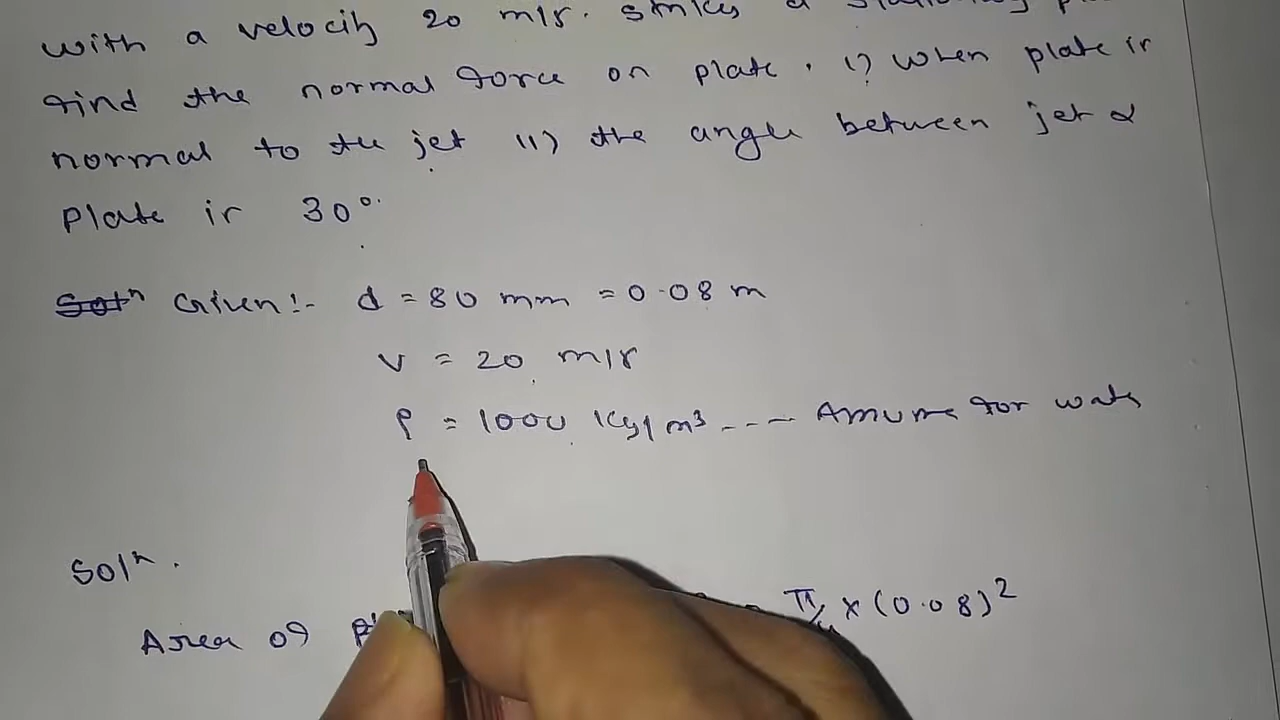 with a velocity 20 m/s. strikes a
find the normal force on plate. i) when plate is
normal to the jet ii) the angle between jet &
plate is 30°.
Given:- d = 80 mm = 0.08 m
v = 20 m/s
ρ = 1000 Kg/m³ --- Assume for water
Solⁿ.
Area of π/4 × (0.08)²